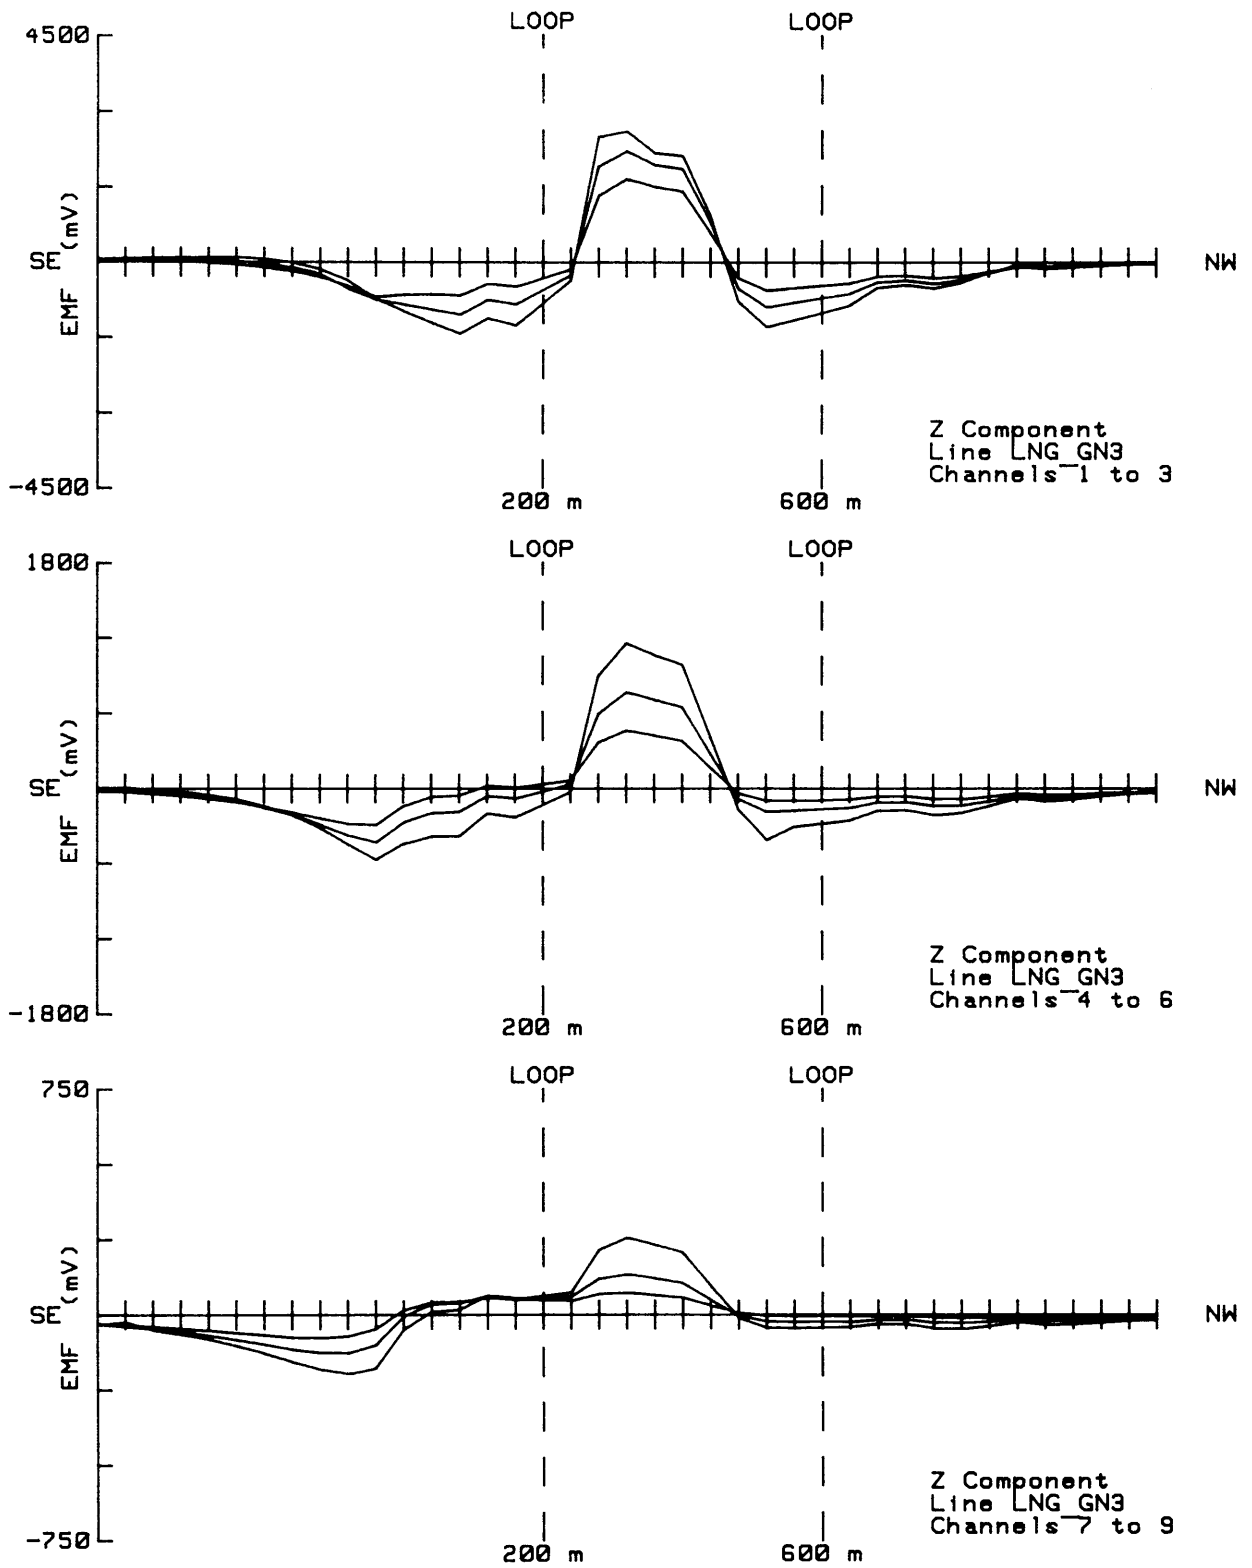 LOOP LOOP
4500
EMF (mV)
SE NW
Z Component
Line LNG_GN3
Channels 1 to 3
-4500
200 m 600 m
LOOP LOOP
1800
EMF (mV)
SE NW
Z Component
Line LNG_GN3
Channels 4 to 6
-1800
200 m 600 m
LOOP LOOP
750
EMF (mV)
SE NW
Z Component
Line LNG_GN3
Channels 7 to 9
-750
200 m 600 m